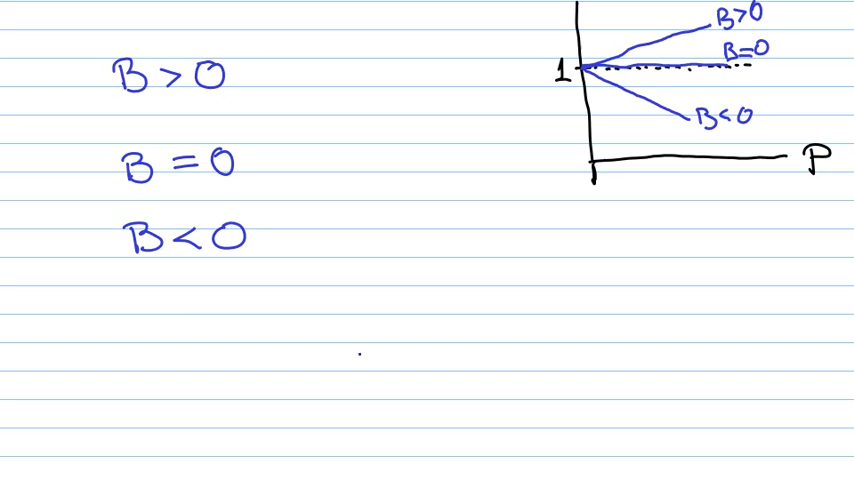 B > 0
B = 0
B < 0
B > 0
B = 0
1
B < 0
P